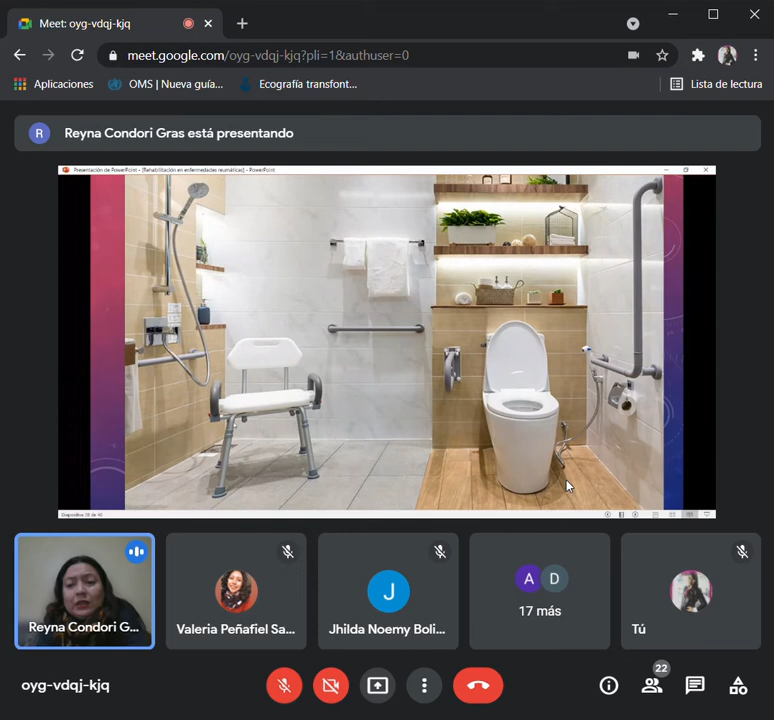 Meet: oyg-vdqj-kjq
meet.google.com/oyg-vdqj-kjq?pli=1&authuser=0
Aplicaciones
OMS | Nueva guía...
Ecografía transfont...
Lista de lectura
R
Reyna Condori Gras está presentando
Presentación de PowerPoint - [Rehabilitación en enfermedades reumáticas] - PowerPoint
Reyna Condori G...
Valeria Peñafiel Sa...
J
Jhilda Noemy Boli...
A D
17 más
Tú
oyg-vdqj-kjq
22